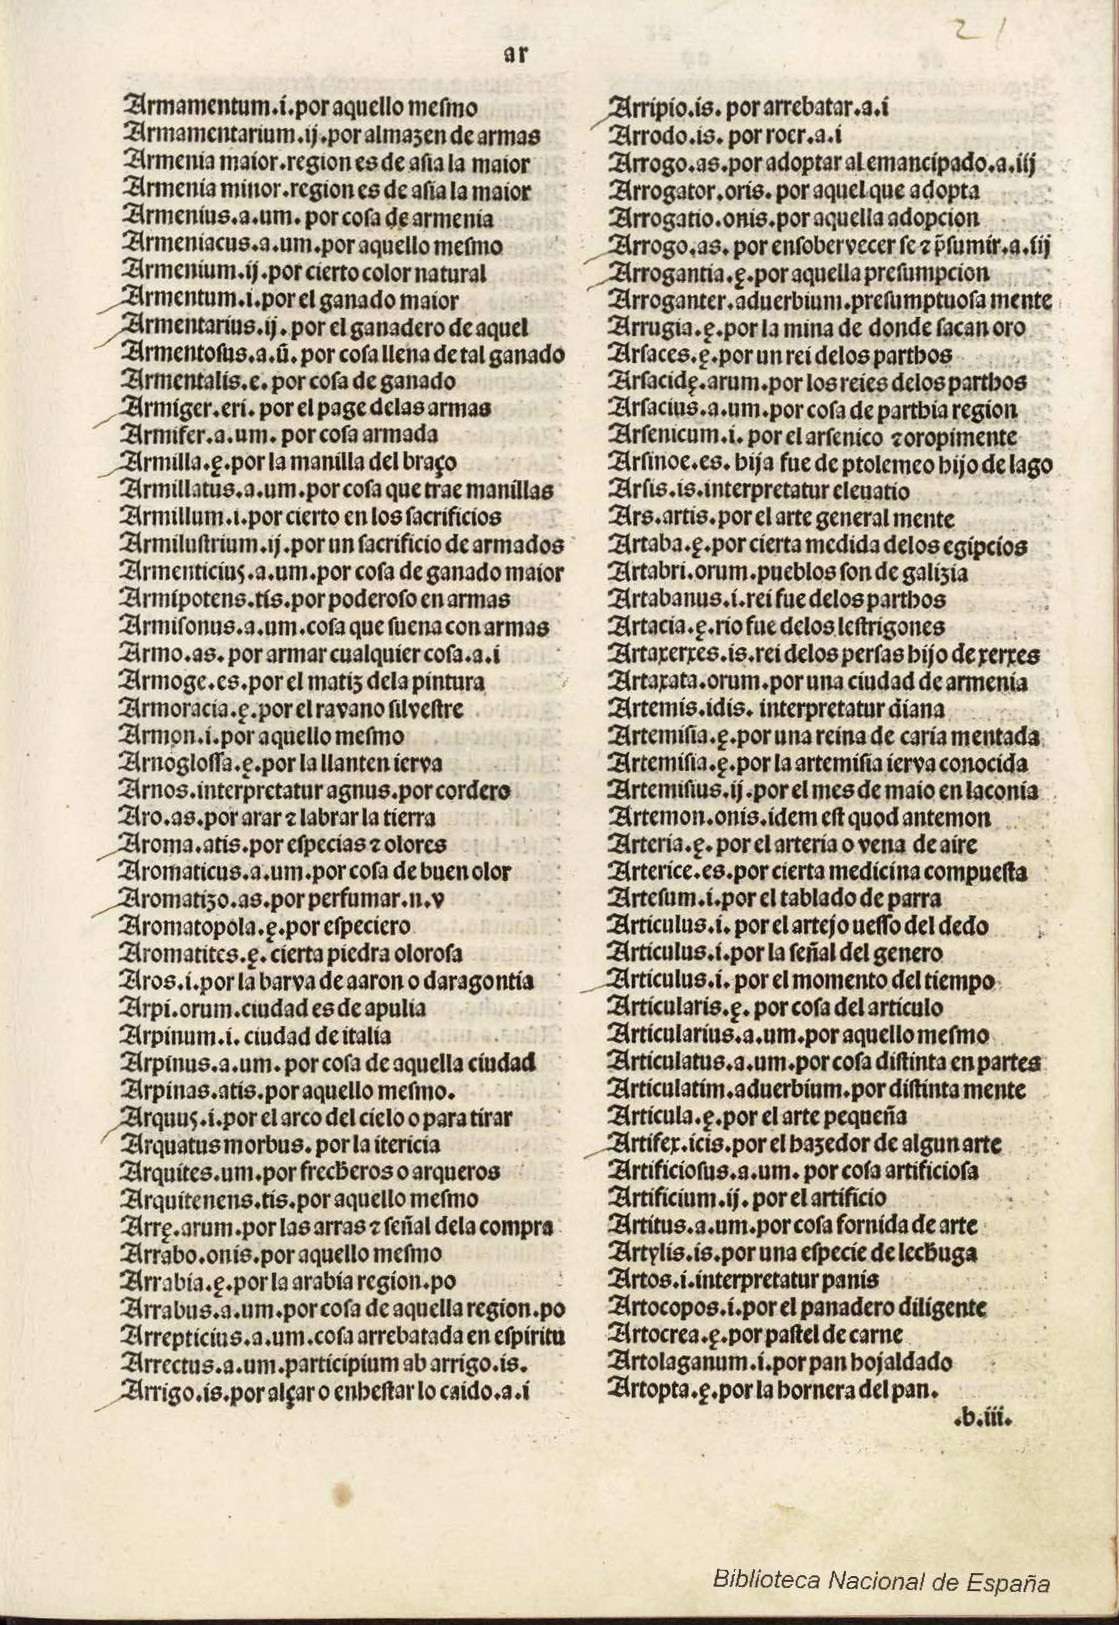 21
ar
Armamentum.i.por aquello meſmo
Armamentarium.ij.por almazen de armas
Armenia maior.region es de aſia la maior
Armenia minor.region es de aſia la maior
Armenius.a.um. por coſa de armenia
Armeniacus.a.um.por aquello meſmo
Armenium.ij.por cierto color natural
Armentum.i.por el ganado maior
Armentarius.ij. por el ganadero de aquel
Armentoſus.a.ũ. por coſa llena de tal ganado
Armentalis.e. por coſa de ganado
Armiger.eri. por el page delas armas
Armifer.a.um. por coſa armada
Armilla.ę.por la manilla del braço
Armillatus.a.um.por coſa que trae manillas
Armillum.i.por cierto en los ſacrificios
Armiluſtrium.ij.por un ſacrificio de armados
Armenticiuꝯ.a.um.por coſa de ganado maior
Armipotens.tis.por poderoſo en armas
Armiſonus.a.um.coſa que ſuena con armas
Armo.as. por armar cualquier coſa.a.i
Armoge.es.por el matiz dela pintura
Armoracia.ę.por el ravano ſilveſtre
Armon.i.por aquello meſmo
Arnogloſſa.ę.por la llanten ierva
Arnos.interpretatur agnus.por cordero
Aro.as.por arar ⁊ labrar la tierra
Aroma.atis.por eſpecias ⁊ olores
Aromaticus.a.um.por coſa de buen olor
Aromatizo.as.por perfumar.n.v
Aromatopola.ę.por eſpeciero
Aromatites.ę. cierta piedra oloroſa
Aros.i.por la barva de aaron o daragontia
Arpi.orum.ciudad es de apulia
Arpinum.i. ciudad de italia
Arpinus.a.um. por coſa de aquella ciudad
Arpinas.atis.por aquello meſmo.
Arquuꝯ.i.por el arco del cielo o para tirar
Arquatus morbus. por la itericia
Arquites.um.por frecheros o arqueros
Arquitenens.tis.por aquello meſmo
Arrę.arum.por las arras ⁊ ſeñal dela compra
Arrabo.onis.por aquello meſmo
Arrabia.ę.por la arabia region.po
Arrabus.a.um.por coſa de aquella region.po
Arrepticius.a.um.coſa arrebatada en eſpiritu
Arrectus.a.um.participium ab arrigo.is.
Arrigo.is.por alçar o enheſtar lo caido.a.i
Arripio.is. por arrebatar.a.i
Arrodo.is. por roer.a.i
Arrogo.as.por adoptar al emancipado.a.iij
Arrogator.oris. por aquel que adopta
Arrogatio.onis.por aquella adopcion
Arrogo.as. por enſobervecer ſe ⁊ p̃ſumir.a.iij
Arrogantia.ę.por aquella preſumpcion
Arroganter.aduerbium.preſumptuoſa mente
Arrugia.ę.por la mina de donde ſacan oro
Arſaces.ę.por un rei delos parthos
Arſacidę.arum.por los reies delos parthos
Arſacius.a.um.por coſa de parthia region
Arſenicum.i. por el arſenico ⁊ oropimente
Arſinoe.es. hija fue de ptolemeo hijo de lago
Arſis.is.interpretatur eleuatio
Ars.artis.por el arte general mente
Artaba.ę.por cierta medida delos egipcios
Artabri.orum.pueblos ſon de galizia
Artabanus.i.rei fue delos parthos
Artacia.ę.rio fue delos leſtrigones
Artaxerxes.is.rei delos perſas hijo de xerxes
Artaxata.orum.por una ciudad de armenia
Artemis.idis. interpretatur diana
Artemiſia.ę.por una reina de caria mentada
Artemiſia.ę.por la artemiſia ierva conocida
Artemiſius.ij.por el mes de maio en laconia
Artemon.onis.idem eſt quod antemon
Arteria.ę. por el arteria o vena de aire
Arterice.es.por cierta medicina compueſta
Arteſum.i.por el tablado de parra
Articulus.i. por el artejo ueſſo del dedo
Articulus.i.por la ſeñal del genero
Articulus.i. por el momento del tiempo
Articularis.ę. por coſa del articulo
Articularius.a.um.por aquello meſmo
Articulatus.a.um.por coſa diſtinta en partes
Articulatim.aduerbium.por diſtinta mente
Articula.ę.por el arte pequeña
Artifex.icis.por el hazedor de algun arte
Artificioſus.a.um. por coſa artificioſa
Artificium.ij. por el artificio
Artitus.a.um.por coſa fornida de arte
Artylis.is.por una eſpecie de lechuga
Artos.i.interpretatur panis
Artocopos.i.por el panadero diligente
Artocrea.ę.por paſtel de carne
Artolaganum.i.por pan hojaldado
Artopta.ę.por la hornera del pan.
.b.iii.
Biblioteca Nacional de España